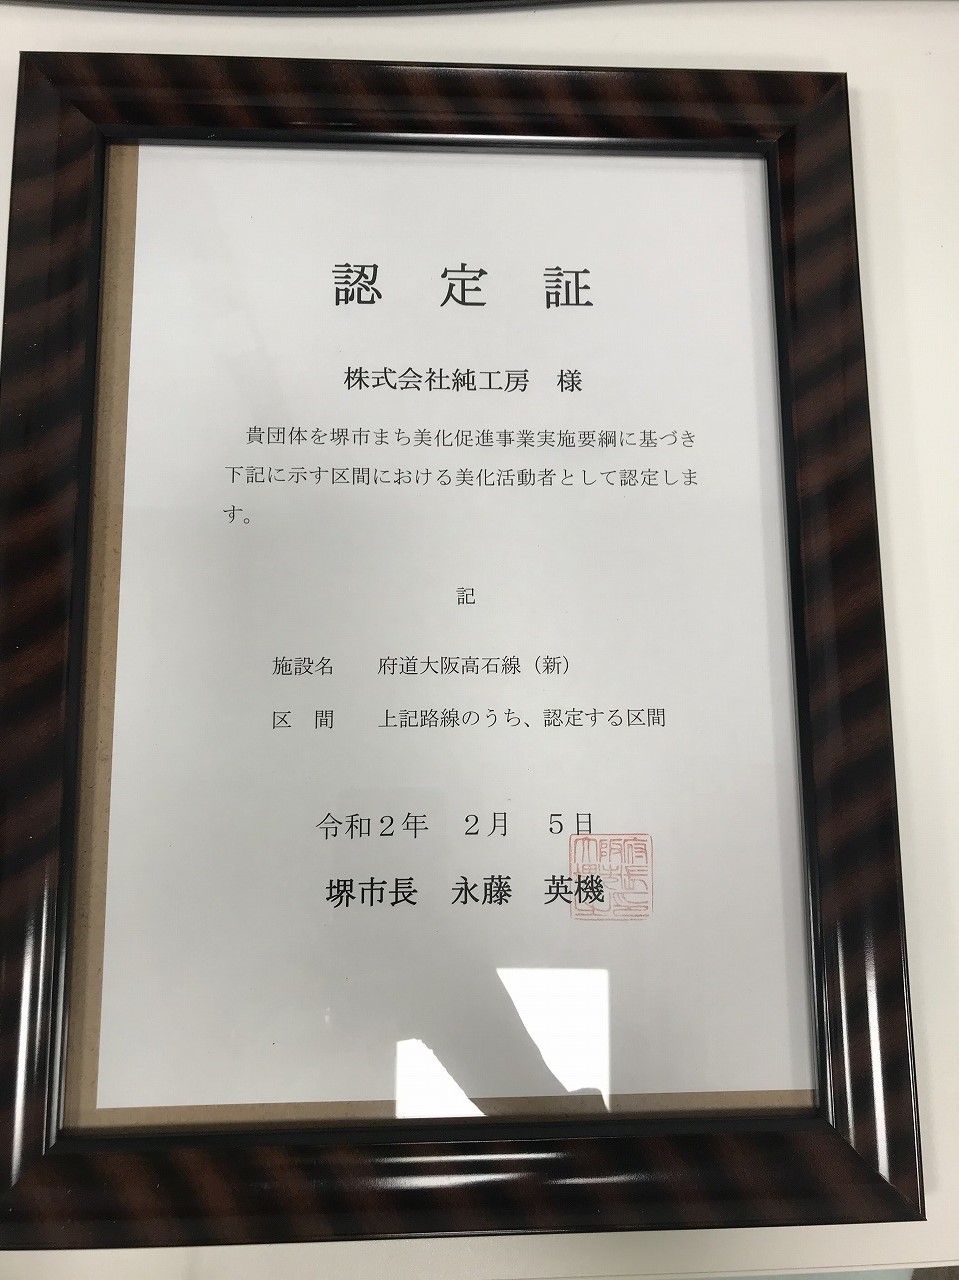 認 定 証
株式会社純工房 様
貴団体を堺市まち美化促進事業実施要綱に基づき
下記に示す区間における美化活動者として認定しま
す。
記
施設名 府道大阪高石線（新）
区 間 上記路線のうち、認定する区間
令和２年 ２月 ５日
堺市長 永藤 英機